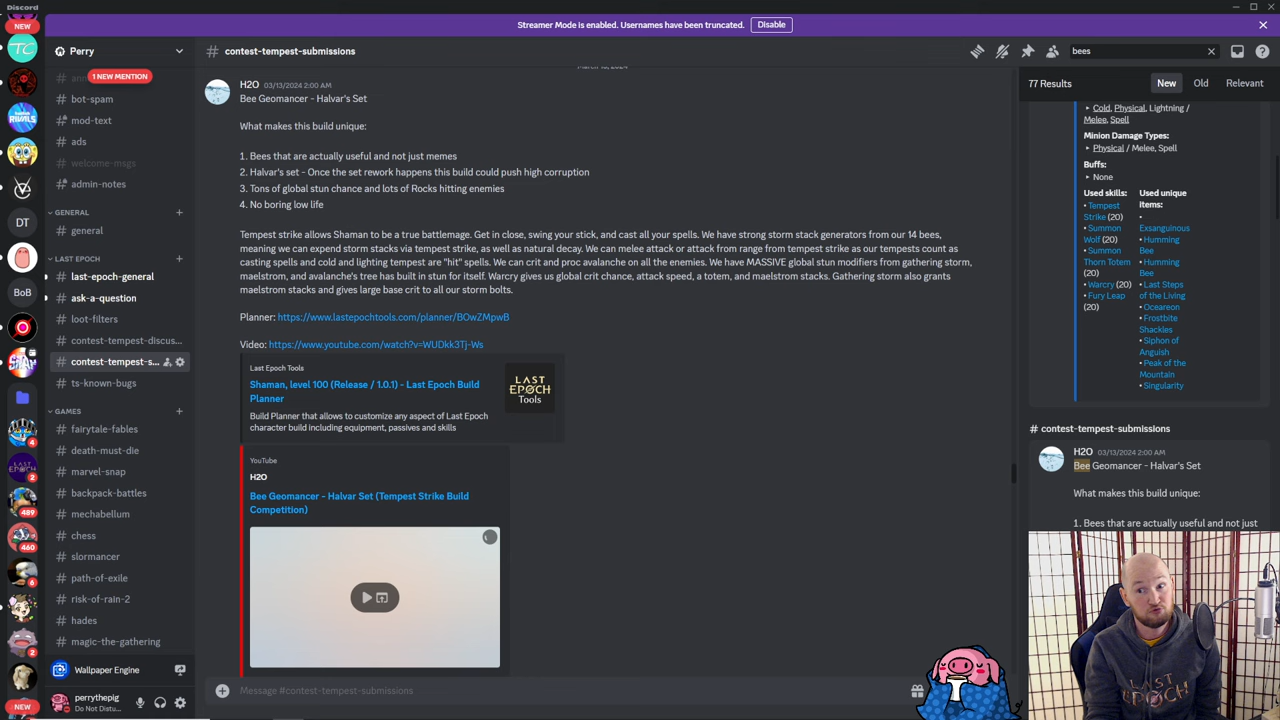 Discord
Streamer Mode is enabled. Usernames have been truncated.
Disable
NEW
TC
DT
BoB
4
2
489
460
6
2
NEW
Perry
1 NEW MENTION
bot-spam
mod-text
ads
welcome-msgs
admin-notes
GENERAL
general
LAST EPOCH
last-epoch-general
ask-a-question
loot-filters
contest-tempest-discus...
contest-tempest-s...
ts-known-bugs
GAMES
fairytale-fables
death-must-die
marvel-snap
backpack-battles
mechabellum
chess
slormancer
path-of-exile
risk-of-rain-2
hades
magic-the-gathering
Wallpaper Engine
perrythepig
Do Not Distu...
contest-tempest-submissions
H2O 03/13/2024 2:00 AM
Bee Geomancer - Halvar's Set
What makes this build unique:
1. Bees that are actually useful and not just memes
2. Halvar's set - Once the set rework happens this build could push high corruption
3. Tons of global stun chance and lots of Rocks hitting enemies
4. No boring low life
Tempest strike allows Shaman to be a true battlemage. Get in close, swing your stick, and cast all your spells. We have strong storm stack generators from our 14 bees,
meaning we can expend storm stacks via tempest strike, as well as natural decay. We can melee attack or attack from range from tempest strike as our tempests count as
casting spells and cold and lighting tempest are "hit" spells. We can crit and proc avalanche on all the enemies. We have MASSIVE global stun modifiers from gathering storm,
maelstrom, and avalanche's tree has built in stun for itself. Warcry gives us global crit chance, attack speed, a totem, and maelstrom stacks. Gathering storm also grants
maelstrom stacks and gives large base crit to all our storm bolts.
Planner: https://www.lastepochtools.com/planner/BOwZMpwB
Video: https://www.youtube.com/watch?v=WUDkk3Tj-Ws
Last Epoch Tools
Shaman, level 100 (Release / 1.0.1) - Last Epoch Build
Planner
Build Planner that allows to customize any aspect of Last Epoch
character build including equipment, passives and skills
LAST
EPOCH
Tools
YouTube
H2O
Bee Geomancer - Halvar Set (Tempest Strike Build
Competition)
Message #contest-tempest-submissions
bees
77 Results
New
Old
Relevant
• Cold, Physical, Lightning /
Melee, Spell
Minion Damage Types:
• Physical / Melee, Spell
Buffs:
• None
Used skills:
• Tempest
Strike (20)
• Summon
Wolf (20)
• Summon
Thorn Totem
(20)
• Warcry (20)
• Fury Leap
(20)
Used unique
items:
•
Exsanguinous
• Humming
Bee
• Humming
Bee
• Last Steps
of the Living
• Oceareon
• Frostbite
Shackles
• Siphon of
Anguish
• Peak of the
Mountain
• Singularity
# contest-tempest-submissions
H2O 03/13/2024 2:00 AM
Bee Geomancer - Halvar's Set
What makes this build unique:
1. Bees that are actually useful and not just
LAST
EPOCH